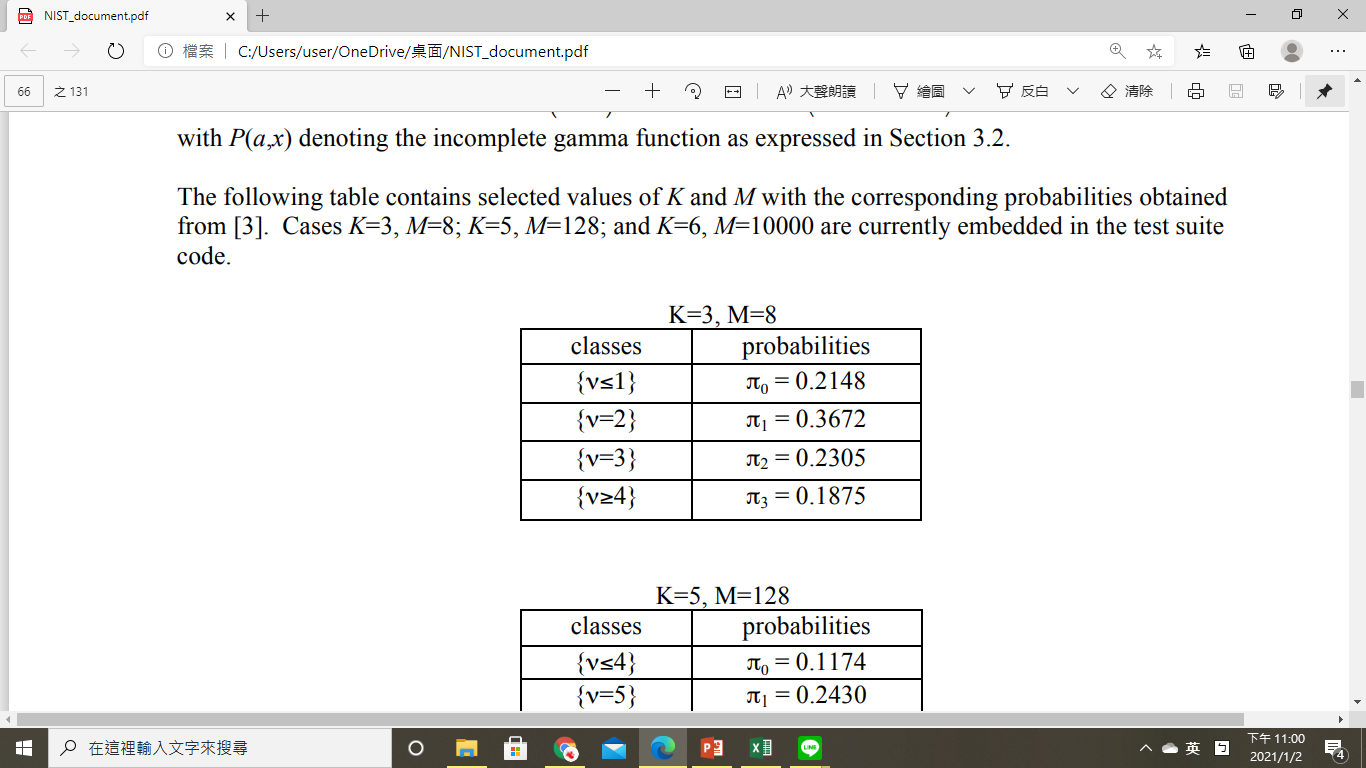 NIST_document.pdf
檔案 C:/Users/user/OneDrive/桌面/NIST_document.pdf
66 之 131 大聲朗讀 繪圖 反白 清除
with P(a,x) denoting the incomplete gamma function as expressed in Section 3.2.
The following table contains selected values of K and M with the corresponding probabilities obtained
from [3]. Cases K=3, M=8; K=5, M=128; and K=6, M=10000 are currently embedded in the test suite
code.
K=3, M=8
classes probabilities
{ν≤1} π₀ = 0.2148
{ν=2} π₁ = 0.3672
{ν=3} π₂ = 0.2305
{ν≥4} π₃ = 0.1875
K=5, M=128
classes probabilities
{ν≤4} π₀ = 0.1174
{ν=5} π₁ = 0.2430
在這裡輸入文字來搜尋
英
下午 11:00
2021/1/2
4